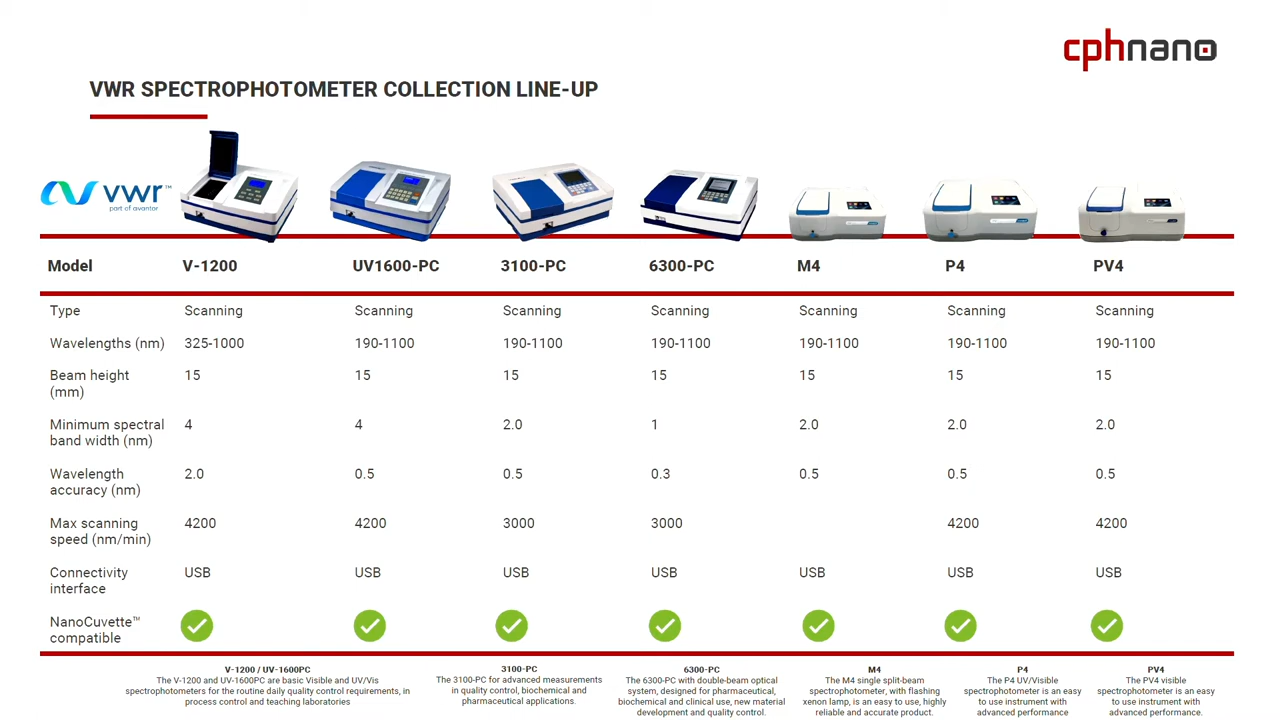 cphnano
VWR SPECTROPHOTOMETER COLLECTION LINE-UP
vwr™
part of avantor
Model V-1200 UV1600-PC 3100-PC 6300-PC M4 P4 PV4
Type Scanning Scanning Scanning Scanning Scanning Scanning Scanning
Wavelengths (nm) 325-1000 190-1100 190-1100 190-1100 190-1100 190-1100 190-1100
Beam height
(mm) 15 15 15 15 15 15 15
Minimum spectral
band width (nm) 4 4 2.0 1 2.0 2.0 2.0
Wavelength
accuracy (nm) 2.0 0.5 0.5 0.3 0.5 0.5 0.5
Max scanning
speed (nm/min) 4200 4200 3000 3000 4200 4200
Connectivity
interface USB USB USB USB USB USB USB
NanoCuvette™
compatible
V-1200 / UV-1600PC
The V-1200 and UV-1600PC are basic Visible and UV/Vis
spectrophotometers for the routine daily quality control requirements, in
process control and teaching laboratories
3100-PC
The 3100-PC for advanced measurements
in quality control, biochemical and
pharmaceutical applications.
6300-PC
The 6300-PC with double-beam optical
system, designed for pharmaceutical,
biochemical and clinical use, new material
development and quality control.
M4
The M4 single split-beam
spectrophotometer, with flashing
xenon lamp, is an easy to use, highly
reliable and accurate product.
P4
The P4 UV/Visible
spectrophotometer is an easy
to use instrument with
advanced performance
PV4
The PV4 visible
spectrophotometer is an easy
to use instrument with
advanced performance.